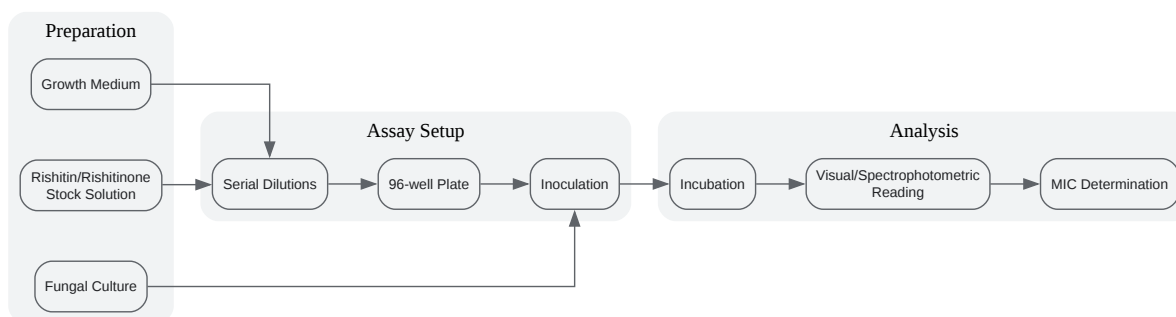 Preparation
Growth Medium
Rishitin/Rishitinone
Stock Solution
Fungal Culture
Assay Setup
Serial Dilutions
96-well Plate
Inoculation
Analysis
Incubation
Visual/Spectrophotometric
Reading
MIC Determination